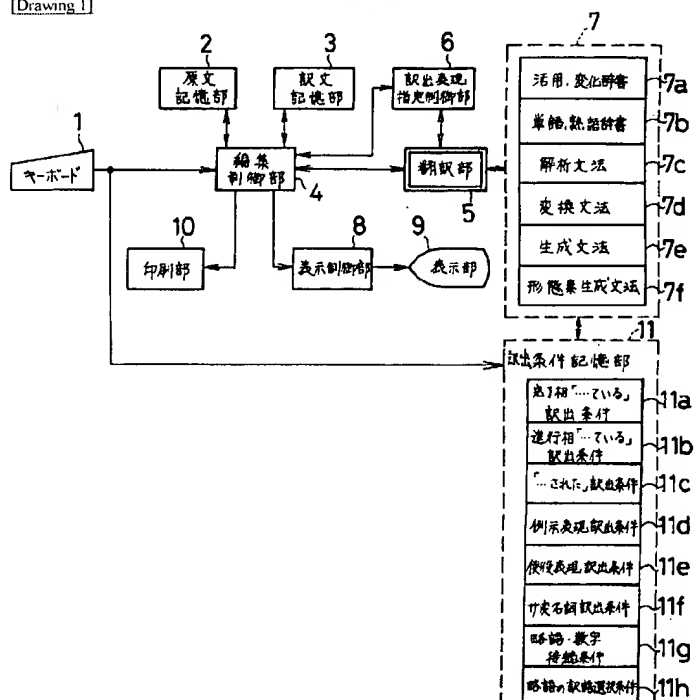 [Drawing 1]
7
2
3
6
原文
記憶部
訳文
記憶部
訳出表現
指定制御部
活用、変化辞書
7a
1
単語、熟語辞書
7b
キーボード
編集
制御部
4
翻訳部
5
解析文法
7c
変換文法
7d
10
8
9
生成文法
7e
印刷部
表示制御部
表示部
形態素生成文法
7f
11
訳出条件記憶部
完了相「…ている」
訳出条件
11a
進行相「…ている」
訳出条件
11b
「…された」訳出条件
11c
例示表現訳出条件
11d
使役表現訳出条件
11e
サ変名詞訳出条件
11f
略語・数字
接続条件
11g
略語の訳語選択条件
11h